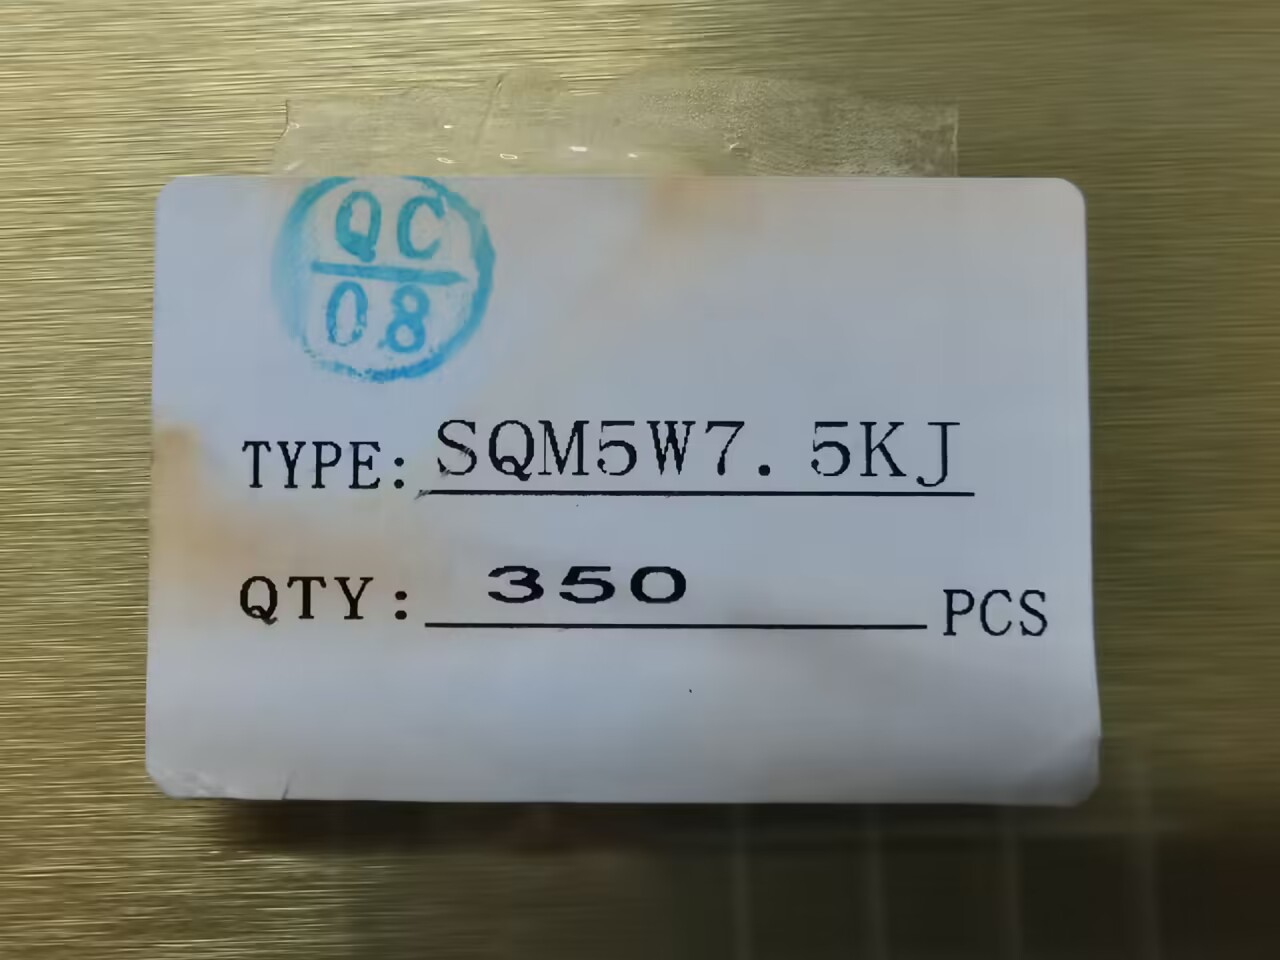 QC
08
TYPE: SQM5W7.5KJ
QTY: 350 PCS